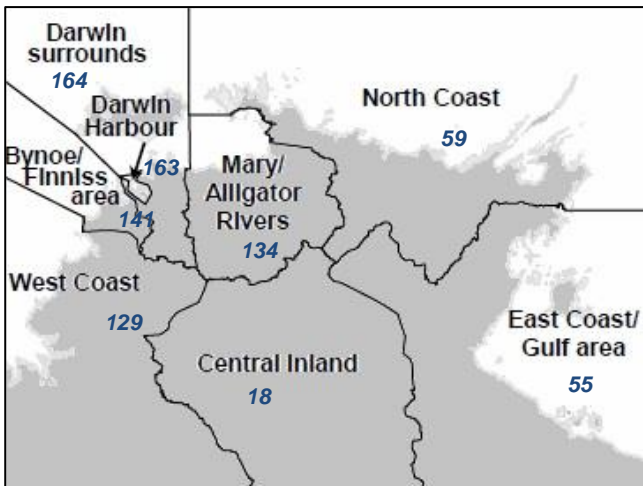 Darwin
surrounds
164
Darwin
Harbour
163
Bynoe/
Finniss
area
141
North Coast
59
Mary/
Alligator
Rivers
134
West Coast
129
Central Inland
18
East Coast/
Gulf area
55